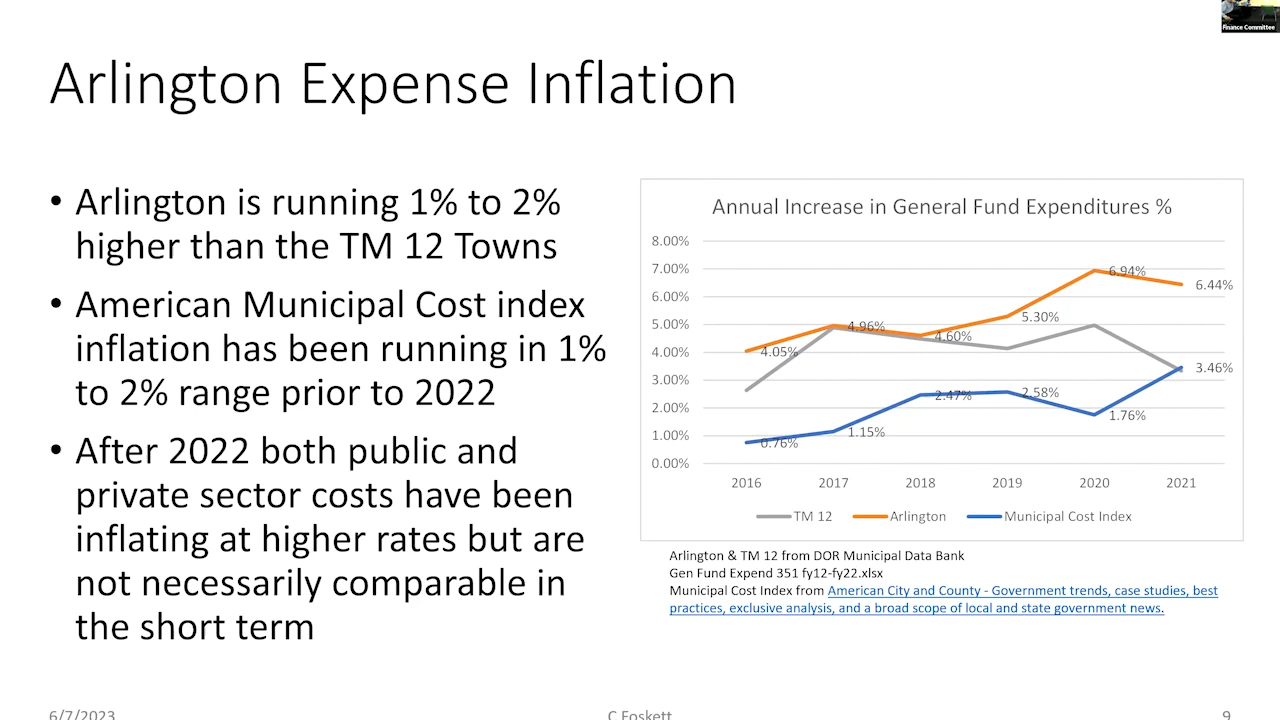 Finance Committee
Arlington Expense Inflation
• Arlington is running 1% to 2%
higher than the TM 12 Towns
• American Municipal Cost index
inflation has been running in 1%
to 2% range prior to 2022
• After 2022 both public and
private sector costs have been
inflating at higher rates but are
not necessarily comparable in
the short term
Annual Increase in General Fund Expenditures %
8.00%
7.00%
6.00%
5.00%
4.00%
3.00%
2.00%
1.00%
0.00%
4.05%
4.96%
4.60%
5.30%
6.94%
6.44%
0.76%
1.15%
2.47%
2.58%
1.76%
3.46%
2016 2017 2018 2019 2020 2021
TM 12 Arlington Municipal Cost Index
Arlington & TM 12 from DOR Municipal Data Bank
Gen Fund Expend 351 fy12-fy22.xlsx
Municipal Cost Index from American City and County - Government trends, case studies, best
practices, exclusive analysis, and a broad scope of local and state government news.
6/7/2023 C Foskett 9